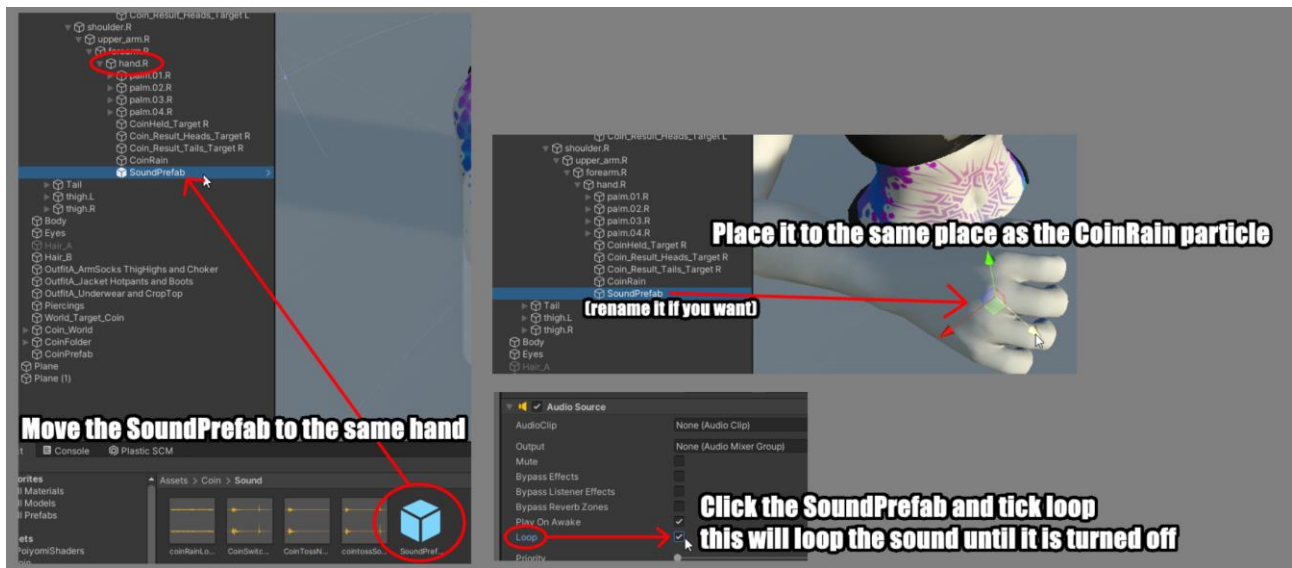 Coin_Result_Heads_Target L
shoulder.R
upper_arm.R
forearm.R
hand.R
palm.01.R
palm.02.R
palm.03.R
palm.04.R
CoinHeld_Target R
Coin_Result_Heads_Target R
Coin_Result_Tails_Target R
CoinRain
SoundPrefab
Tail
thigh.L
thigh.R
Body
Eyes
Hair_A
Hair_B
OutfitA_ArmSocks ThighHighs and Choker
OutfitA_Jacket Hotpants and Boots
OutfitA_Underwear and CropTop
Piercings
World_Target_Coin
Coin_World
CoinFolder
CoinPrefab
Plane
Plane (1)
Move the SoundPrefab to the same hand
Console Plastic SCM
orites
ll Materials
ll Models
ll Prefabs
ets
PoiyomiShaders
Assets > Coin > Sound
coinRainLo... CoinSwitc... CoinTossN... cointossSo... SoundPref...
Coin_Result_Heads_Target L
shoulder.R
upper_arm.R
forearm.R
hand.R
palm.01.R
palm.02.R
palm.03.R
palm.04.R
CoinHeld_Target R
Coin_Result_Heads_Target R
Coin_Result_Tails_Target R
CoinRain
SoundPrefab
Tail
thigh.L
thigh.R
Body
Eyes
Hair_A
Place it to the same place as the CoinRain particle
(rename it if you want)
Audio Source
AudioClip None (Audio Clip)
Output None (Audio Mixer Group)
Mute
Bypass Effects
Bypass Listener Effects
Bypass Reverb Zones
Play On Awake
Loop
Priority
Click the SoundPrefab and tick loop
this will loop the sound until it is turned off